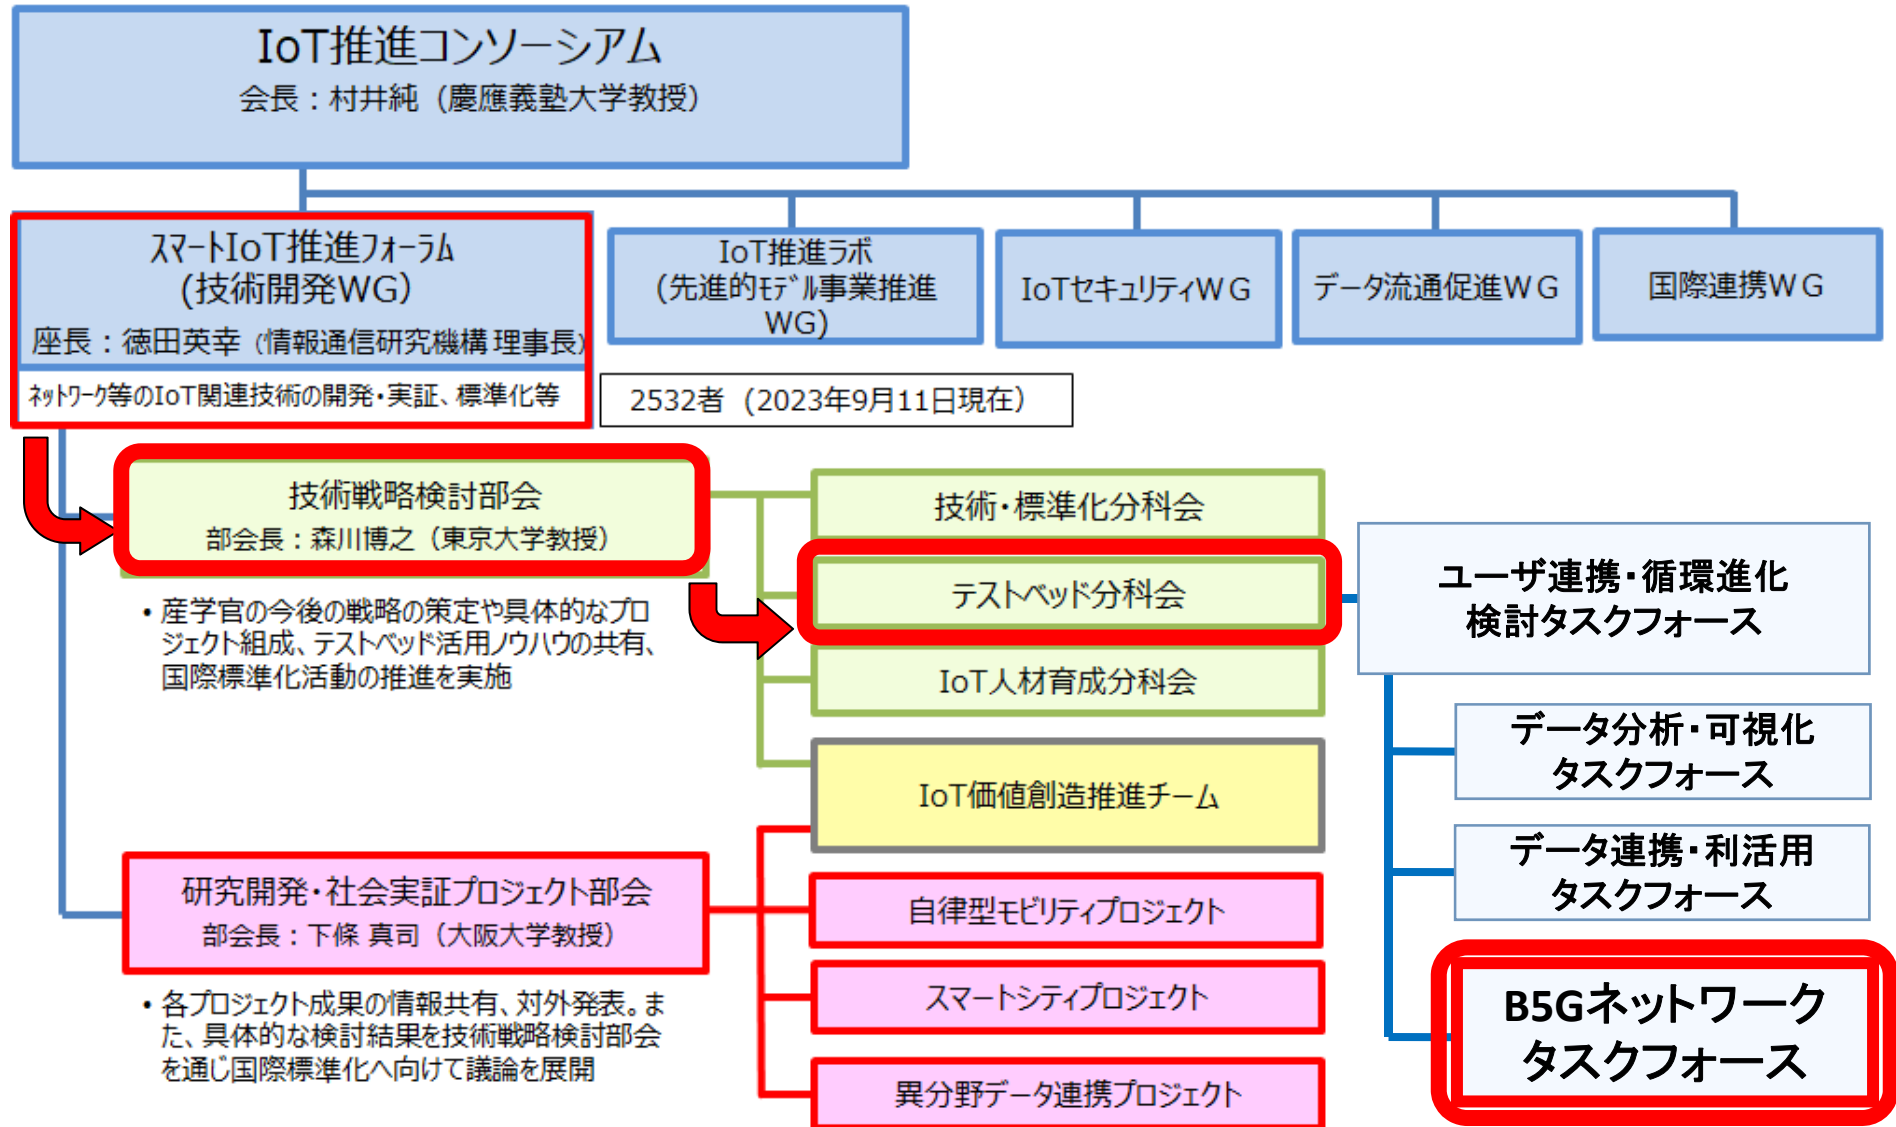 IoT推進コンソーシアム
会長：村井純（慶應義塾大学教授）
ｽﾏｰﾄIoT推進ﾌｫｰﾗﾑ
(技術開発WG）
座長：徳田英幸（情報通信研究機構 理事長）
ﾈｯﾄﾜｰｸ等のIoT関連技術の開発・実証、標準化等
IoT推進ラボ
(先進的ﾓﾃﾞﾙ事業推進
WG)
IoTセキュリティＷＧ
データ流通促進ＷＧ
国際連携ＷＧ
2532者（2023年9月11日現在）
技術戦略検討部会
部会長：森川博之（東京大学教授）
・産学官の今後の戦略の策定や具体的なプロ
ジェクト組成、テストベッド活用ノウハウの共有、
国際標準化活動の推進を実施
技術・標準化分科会
テストベッド分科会
IoT人材育成分科会
IoT価値創造推進チーム
ユーザ連携・循環進化
検討タスクフォース
データ分析・可視化
タスクフォース
データ連携・利活用
タスクフォース
B5Gネットワーク
タスクフォース
研究開発・社会実証プロジェクト部会
部会長：下條 真司（大阪大学教授）
・各プロジェクト成果の情報共有、対外発表。ま
た、具体的な検討結果を技術戦略検討部会
を通じ国際標準化へ向けて議論を展開
自律型モビリティプロジェクト
スマートシティプロジェクト
異分野データ連携プロジェクト